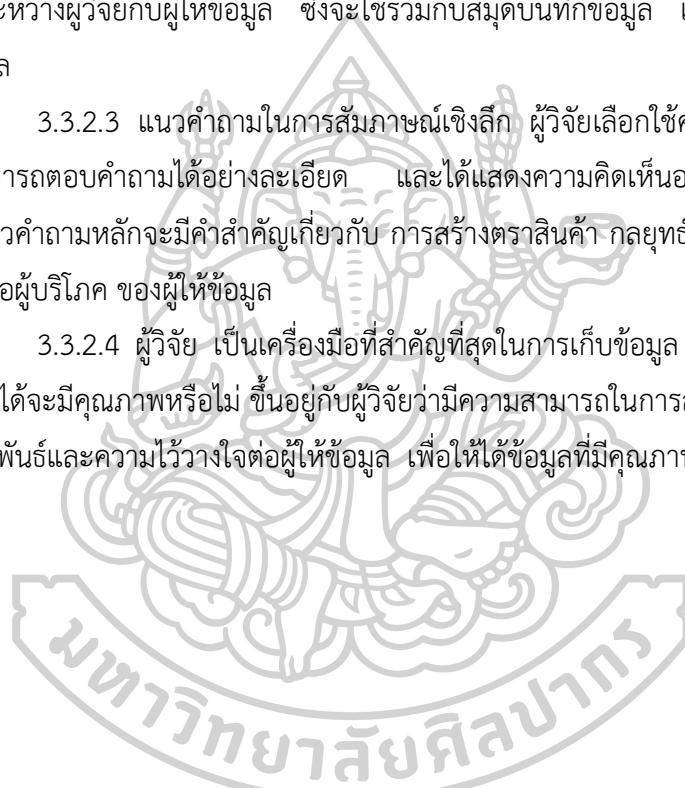 ะหว่างผู้วิจัยกับผู้ให้ข้อมูล ซึ่งจะใช้ร่วมกับสมุดบันทึกข้อมูล เ
ล
3.3.2.3 แนวคำถามในการสัมภาษณ์เชิงลึก ผู้วิจัยเลือกใช้ค
ารถตอบคำถามได้อย่างละเอียด และได้แสดงความคิดเห็นอ
วคำถามหลักจะมีคำสำคัญเกี่ยวกับ การสร้างตราสินค้า กลยุทธ์
อผู้บริโภค ของผู้ให้ข้อมูล
3.3.2.4 ผู้วิจัย เป็นเครื่องมือที่สำคัญที่สุดในการเก็บข้อมูล
ได้จะมีคุณภาพหรือไม่ ขึ้นอยู่กับผู้วิจัยว่ามีความสามารถในการส
พันธ์และความไว้วางใจต่อผู้ให้ข้อมูล เพื่อให้ได้ข้อมูลที่มีคุณภาพ
มหาวิทยาลัยศิลปากร